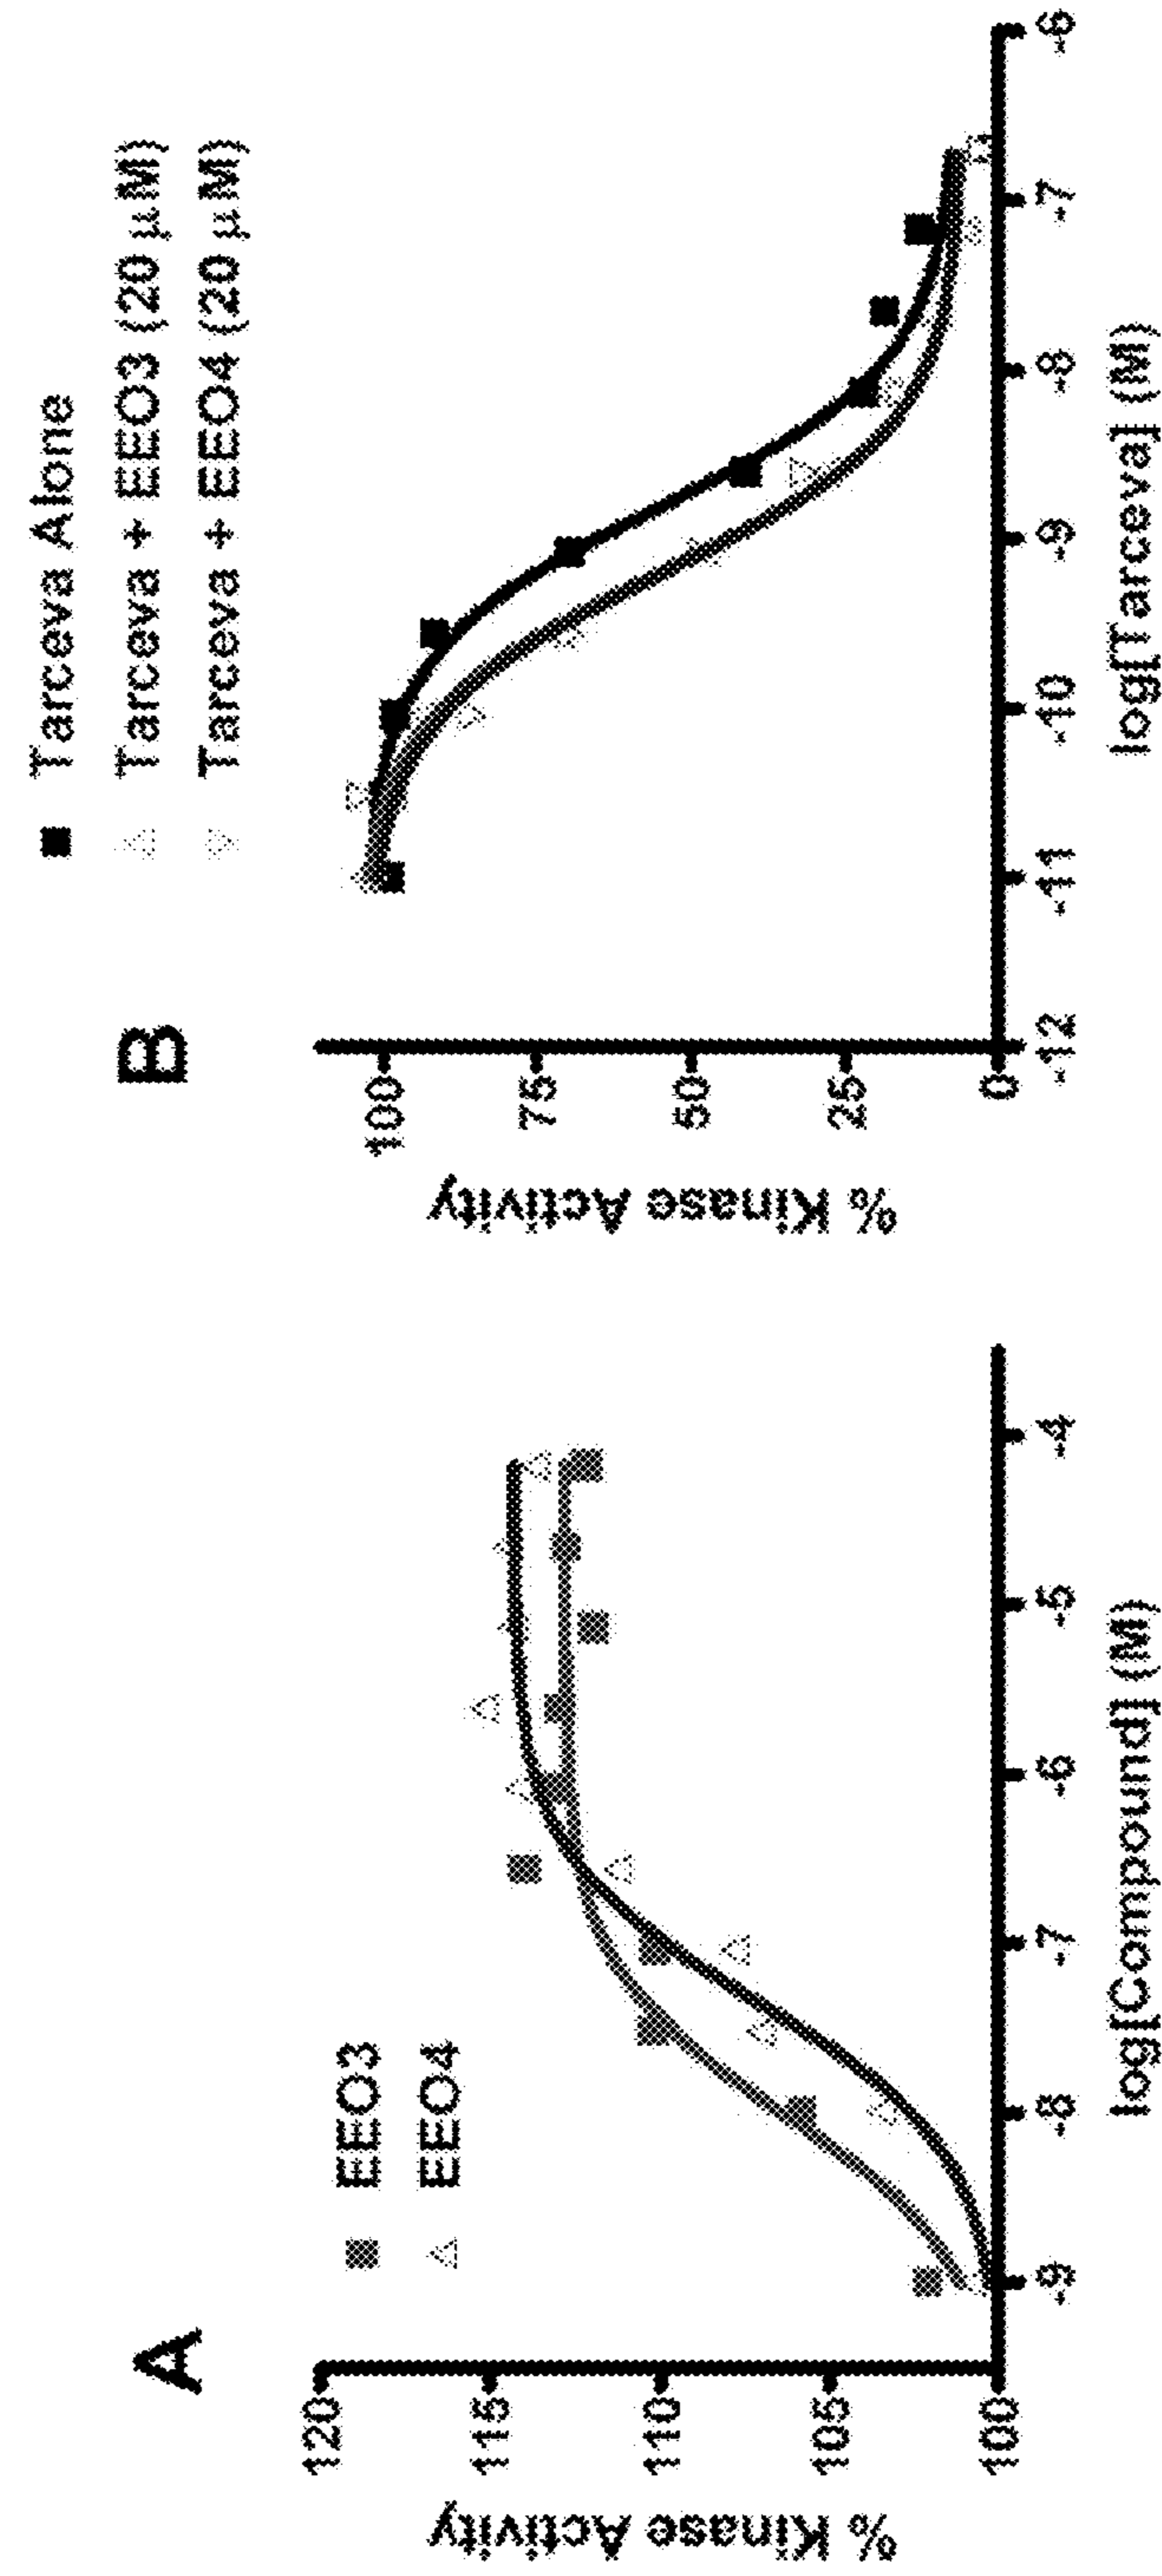 A
EEO3
EEO4
% Kinase Activity
120
115
110
105
100
-9 -8 -7 -6 -5 -4
log[Compound] (M)
B
Tarceva Alone
Tarceva + EEO3 (20 μM)
Tarceva + EEO4 (20 μM)
% Kinase Activity
100
75
50
25
0
-12 -11 -10 -9 -8 -7 -6
log[Tarceva] (M)